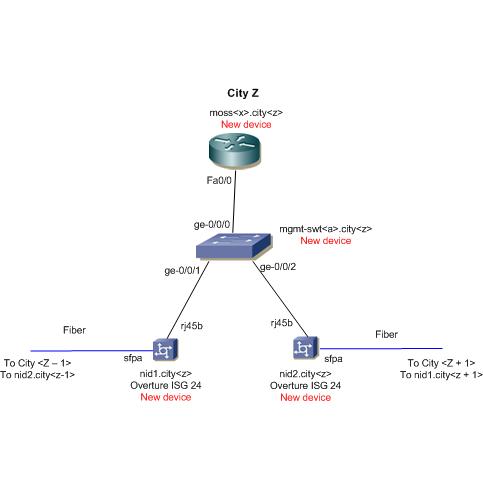 City Z
moss<x>.city<z>
New device
Fa0/0
ge-0/0/0
mgmt-swt<a>.city<z>
New device
ge-0/0/1
ge-0/0/2
rj45b
rj45b
Fiber
Fiber
sfpa
sfpa
To City <Z – 1>
To nid2.city<z-1>
nid1.city<z>
Overture ISG 24
New device
nid2.city<z>
Overture ISG 24
New device
To City <Z + 1>
To nid1.city<z + 1>